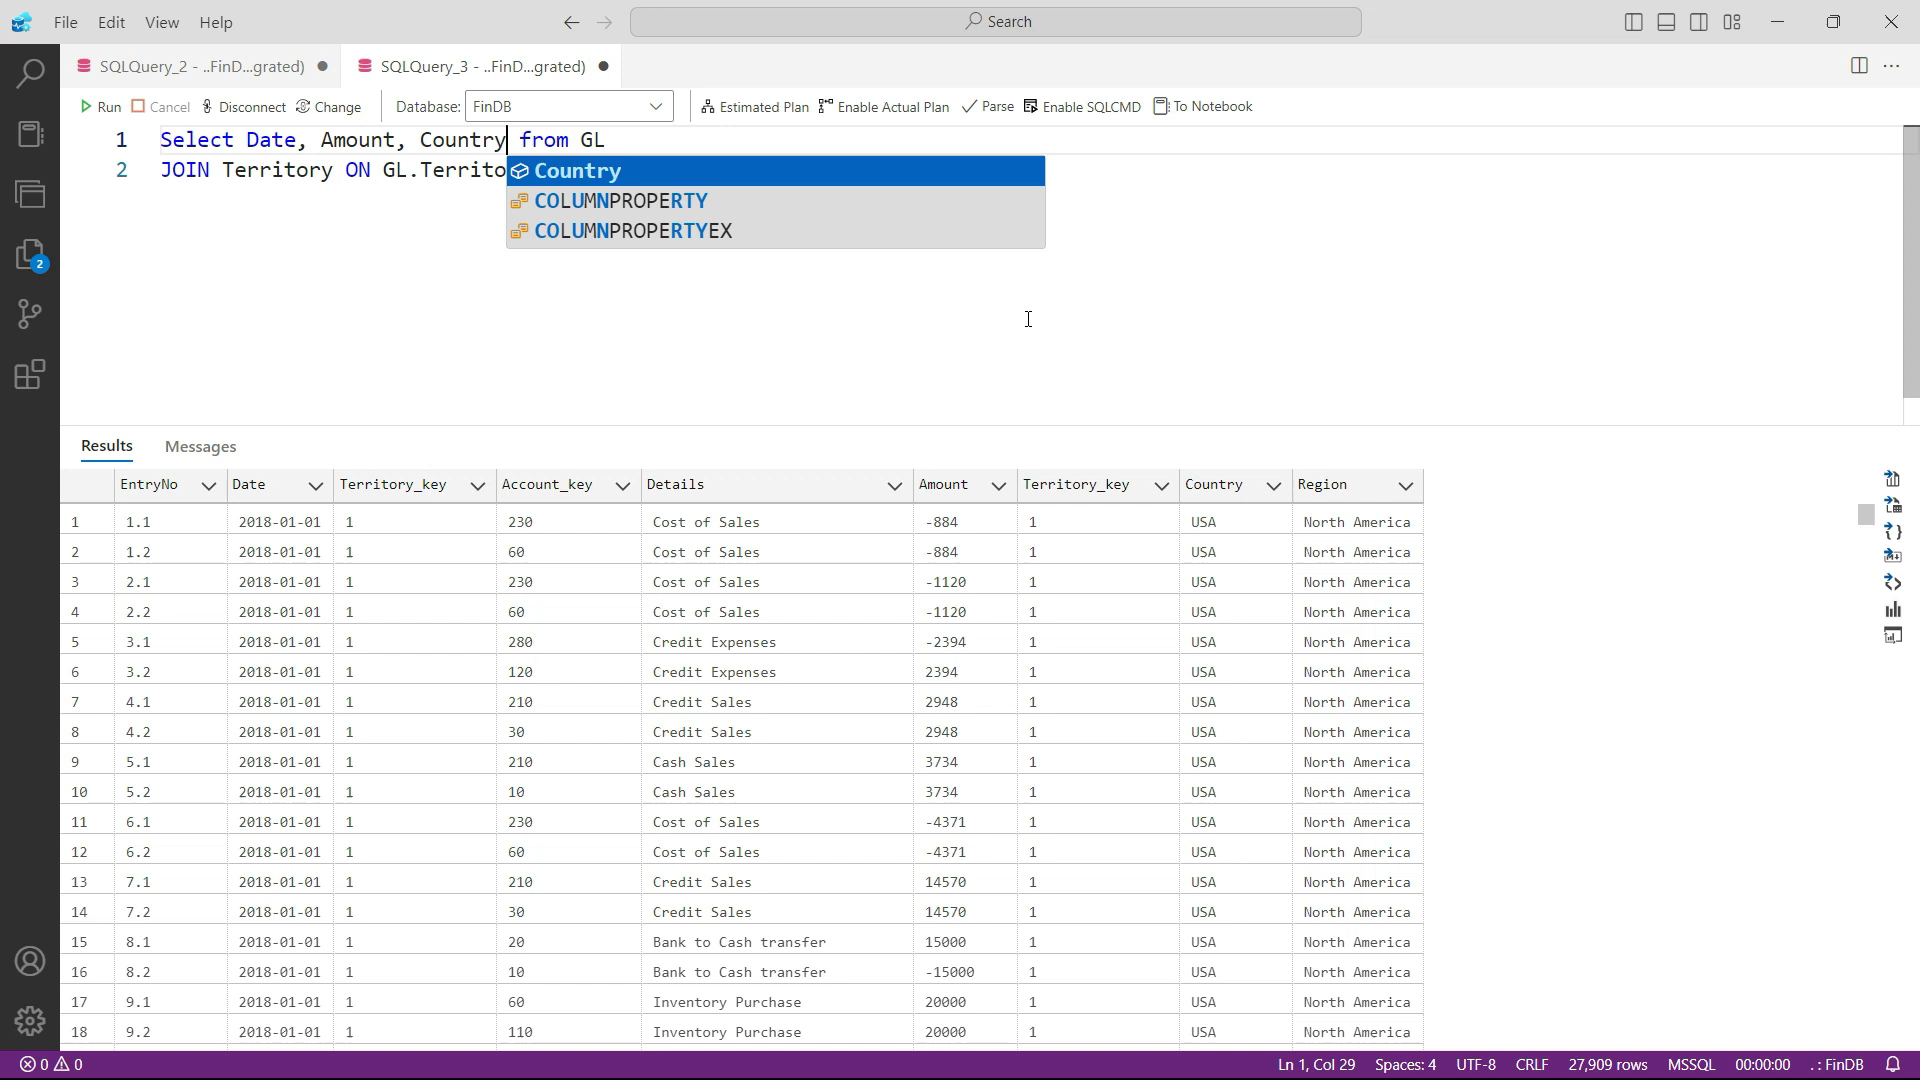 File Edit View Help Search
SQLQuery_2 - ..FinD...grated) SQLQuery_3 - ..FinD...grated)
Run Cancel Disconnect Change Database: FinDB Estimated Plan Enable Actual Plan Parse Enable SQLCMD To Notebook
1 Select Date, Amount, Country from GL
2 JOIN Territory ON GL.Territo
Country
COLUMNPROPERTY
COLUMNPROPERTYEX
2
Results Messages
EntryNo Date Territory_key Account_key Details Amount Territory_key Country Region
1 1.1 2018-01-01 1 230 Cost of Sales -884 1 USA North America
2 1.2 2018-01-01 1 60 Cost of Sales -884 1 USA North America
3 2.1 2018-01-01 1 230 Cost of Sales -1120 1 USA North America
4 2.2 2018-01-01 1 60 Cost of Sales -1120 1 USA North America
5 3.1 2018-01-01 1 280 Credit Expenses -2394 1 USA North America
6 3.2 2018-01-01 1 120 Credit Expenses 2394 1 USA North America
7 4.1 2018-01-01 1 210 Credit Sales 2948 1 USA North America
8 4.2 2018-01-01 1 30 Credit Sales 2948 1 USA North America
9 5.1 2018-01-01 1 210 Cash Sales 3734 1 USA North America
10 5.2 2018-01-01 1 10 Cash Sales 3734 1 USA North America
11 6.1 2018-01-01 1 230 Cost of Sales -4371 1 USA North America
12 6.2 2018-01-01 1 60 Cost of Sales -4371 1 USA North America
13 7.1 2018-01-01 1 210 Credit Sales 14570 1 USA North America
14 7.2 2018-01-01 1 30 Credit Sales 14570 1 USA North America
15 8.1 2018-01-01 1 20 Bank to Cash transfer 15000 1 USA North America
16 8.2 2018-01-01 1 10 Bank to Cash transfer -15000 1 USA North America
17 9.1 2018-01-01 1 60 Inventory Purchase 20000 1 USA North America
18 9.2 2018-01-01 1 110 Inventory Purchase 20000 1 USA North America
0 0 Ln 1, Col 29 Spaces: 4 UTF-8 CRLF 27,909 rows MSSQL 00:00:00 . : FinDB